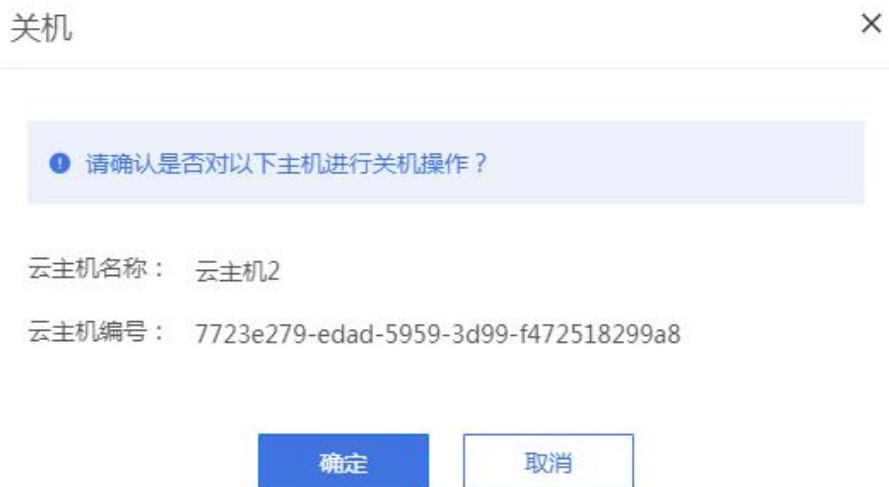 关机
请确认是否对以下主机进行关机操作？
云主机名称： 云主机2
云主机编号： 7723e279-edad-5959-3d99-f472518299a8
确定 取消